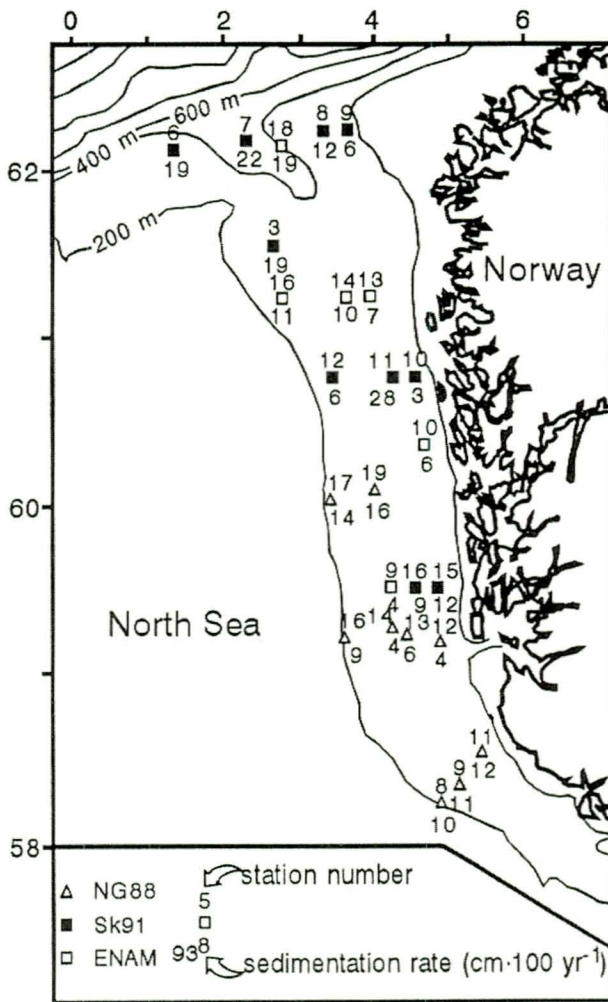 0 2 4 6
600 m
400 m
200 m
6 7 18 8 9
19 22 19 12 6
62
3
19
16 14 13
11 10 7
Norway
12 11 10
6 28 3
10
6
17 19
14 16
60
9 16 15
4 9 12
16 14 13 12
9 4 6 4
North Sea
11
12
9
11
8
10
58
NG88
Sk91
ENAM 93
station number
5
8
sedimentation rate (cm·100 yr⁻¹)